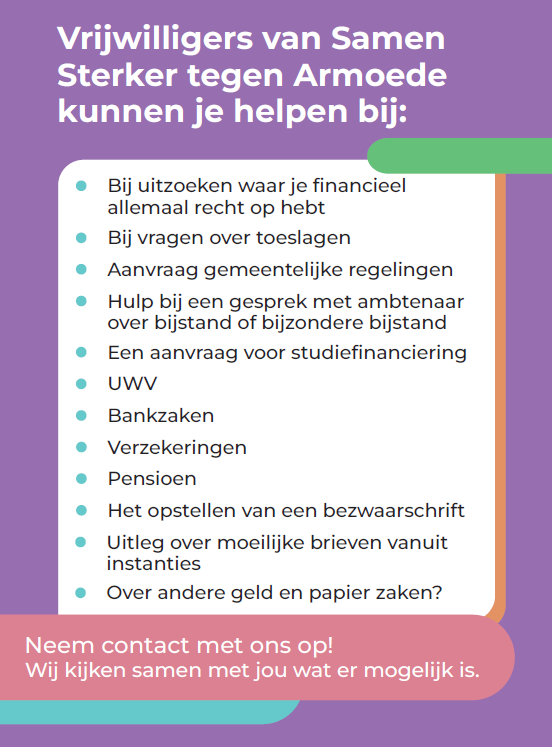 Vrijwilligers van Samen
Sterker tegen Armoede
kunnen je helpen bij:
Bij uitzoeken waar je financieel
allemaal recht op hebt
Bij vragen over toeslagen
Aanvraag gemeentelijke regelingen
Hulp bij een gesprek met ambtenaar
over bijstand of bijzondere bijstand
Een aanvraag voor studiefinanciering
UWV
Bankzaken
Verzekeringen
Pensioen
Het opstellen van een bezwaarschrift
Uitleg over moeilijke brieven vanuit
instanties
Over andere geld en papier zaken?
Neem contact met ons op!
Wij kijken samen met jou wat er mogelijk is.